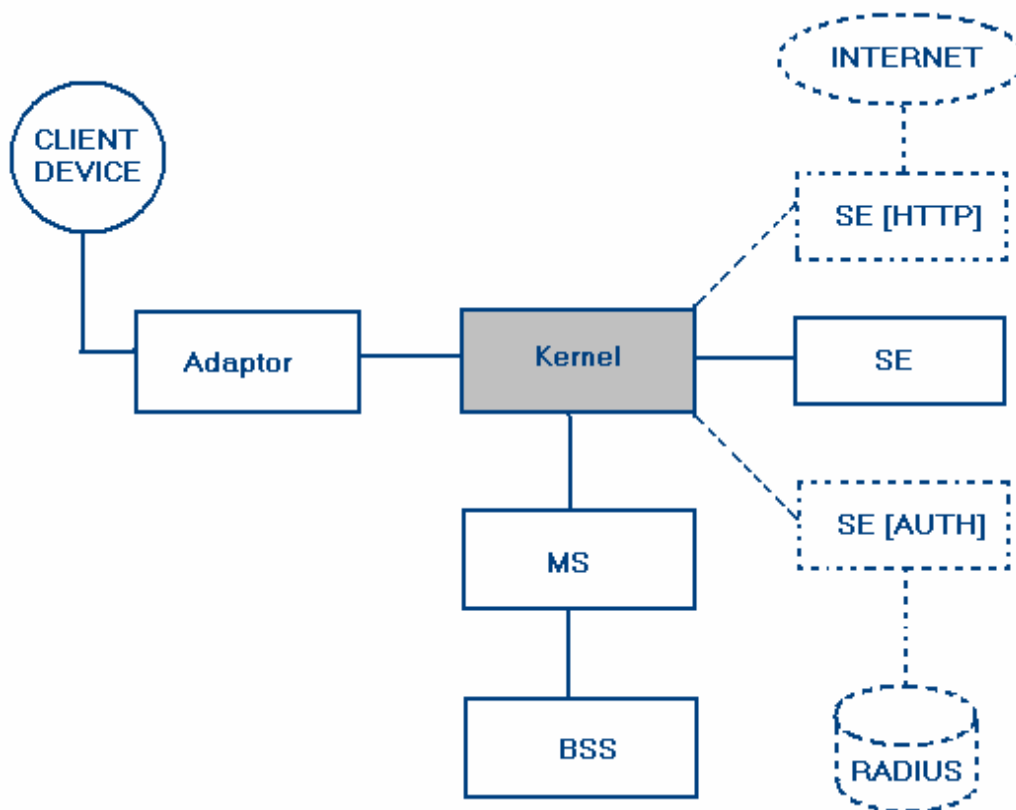 INTERNET
CLIENT
DEVICE
SE [HTTP]
Adaptor
Kernel
SE
SE [AUTH]
MS
BSS
RADIUS